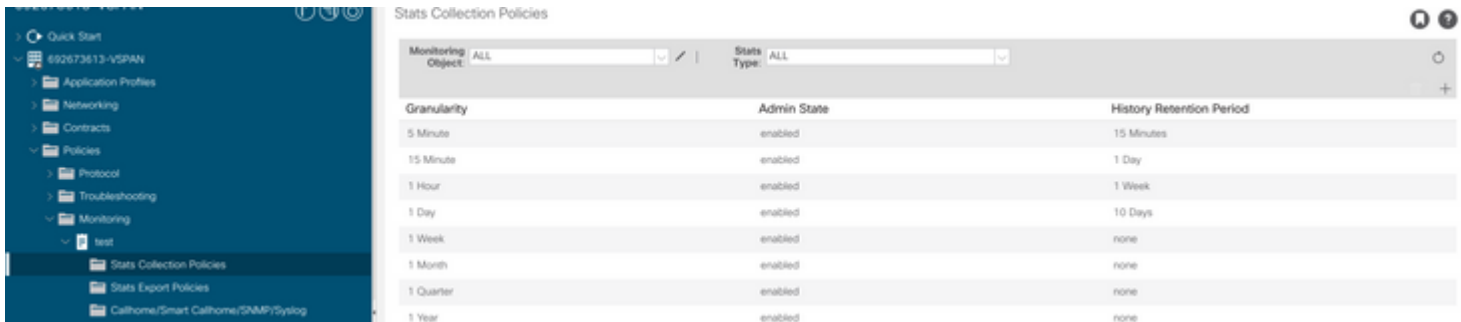 Stats Collection Policies
Quick Start
692673613-VSPAN
Application Profiles
Networking
Contracts
Policies
Protocol
Troubleshooting
Monitoring
test
Stats Collection Policies
Stats Export Policies
Callhome/Smart Callhome/SNMP/Syslog
Monitoring Object: ALL
Stats Type: ALL
Granularity Admin State History Retention Period
5 Minute enabled 15 Minutes
15 Minute enabled 1 Day
1 Hour enabled 1 Week
1 Day enabled 10 Days
1 Week enabled none
1 Month enabled none
1 Quarter enabled none
1 Year enabled none